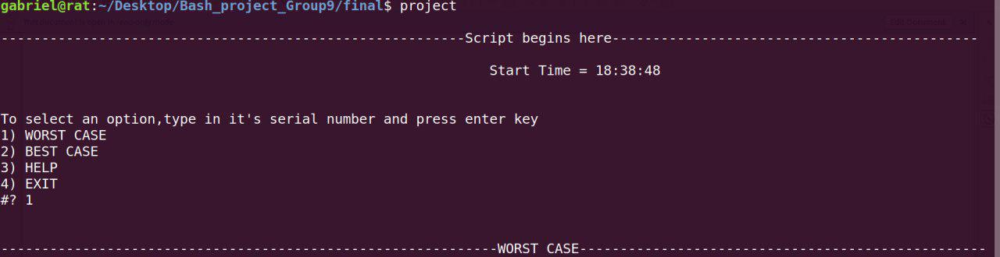 gabriel@rat:~/Desktop/Bash_project_Group9/final$ project
---------------------------------------------------------Script begins here---------------------------------------------
Start Time = 18:38:48
To select an option,type in it's serial number and press enter key
1) WORST CASE
2) BEST CASE
3) HELP
4) EXIT
#? 1
-------------------------------------------------------------WORST CASE--------------------------------------------------